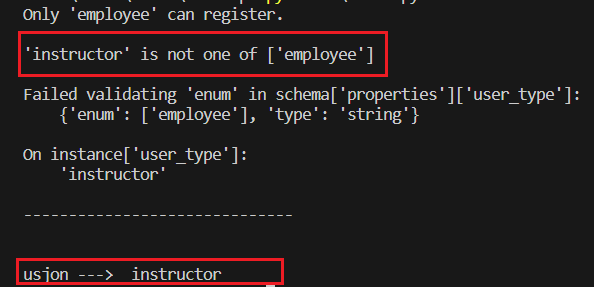 Only 'employee' can register.
'instructor' is not one of ['employee']
Failed validating 'enum' in schema['properties']['user_type']:
{'enum': ['employee'], 'type': 'string'}
On instance['user_type']:
'instructor'
------------------------------
usjon ---> instructor